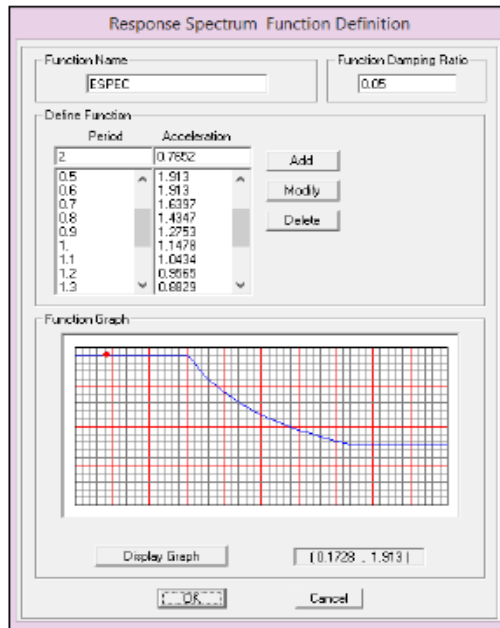 Response Spectrum Function Definition
Function Name
Function Damping Ratio
ESPEC
0.05
Define Function
Period Acceleration
2 0.7652
Add
0.5 1.913
0.6 1.913
Modify
0.7 1.6397
0.8 1.4347
Delete
0.9 1.2753
1. 1.1478
1.1 1.0434
1.2 0.9565
1.3 0.8829
Function Graph
Display Graph
( 0.1728 , 1.913 )
OK
Cancel